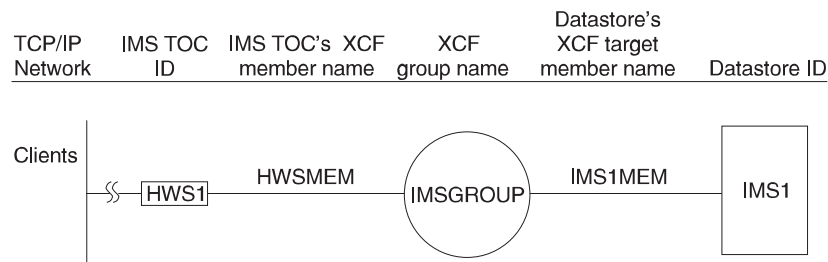 TCP/IP
Network
IMS TOC
ID
IMS TOC's XCF
member name
XCF
group name
Datastore's
XCF target
member name
Datastore ID
Clients
HWS1
HWSMEM
IMSGROUP
IMS1MEM
IMS1